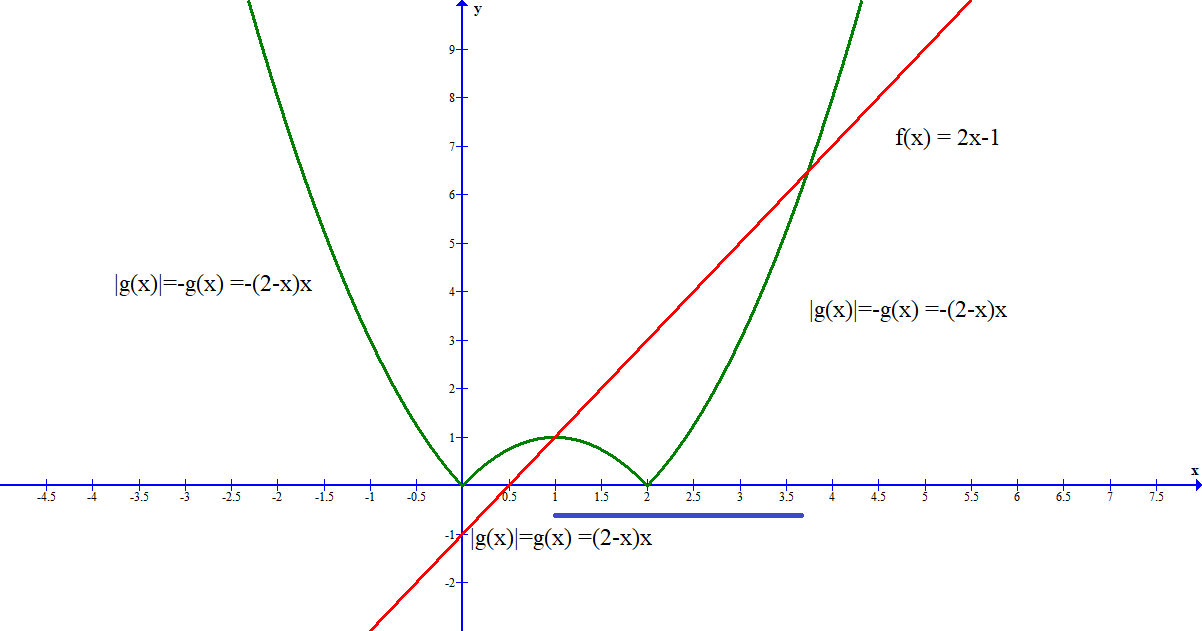 y
9
8
f(x) = 2x-1
7
6
5
|g(x)|=-g(x) =-(2-x)x
4
|g(x)|=-g(x) =-(2-x)x
3
2
1
x
-4.5 -4 -3.5 -3 -2.5 -2 -1.5 -1 -0.5 0.5 1 1.5 2 2.5 3 3.5 4 4.5 5 5.5 6 6.5 7 7.5
-1 |g(x)|=g(x) =(2-x)x
-2